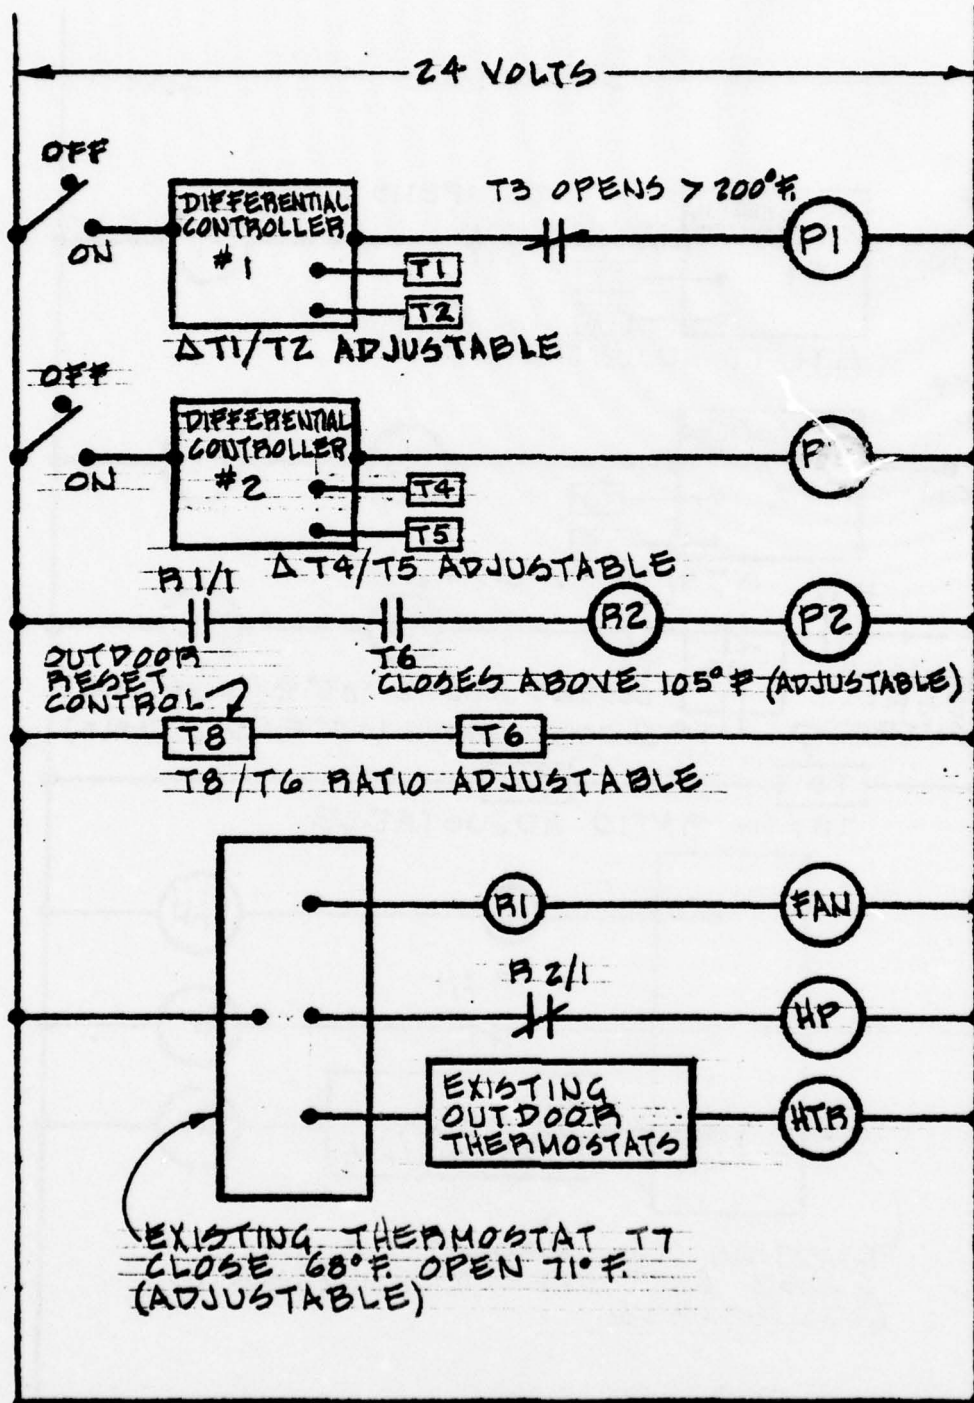 24 VOLTS
OFF
ON
DIFFERENTIAL
CONTROLLER
#1
T1
T2
T3 OPENS > 200°F.
P1
ΔT1/T2 ADJUSTABLE
OFF
ON
DIFFERENTIAL
CONTROLLER
#2
T4
T5
ΔT4/T5 ADJUSTABLE
R1/1
R2
P2
T6
CLOSES ABOVE 105°F (ADJUSTABLE)
OUTDOOR
RESET
CONTROL
T8
T6
T8/T6 RATIO ADJUSTABLE
R1
FAN
R2/1
HP
EXISTING
OUTDOOR
THERMOSTATS
HTR
EXISTING THERMOSTAT T7
CLOSE 68°F. OPEN 71°F.
(ADJUSTABLE)